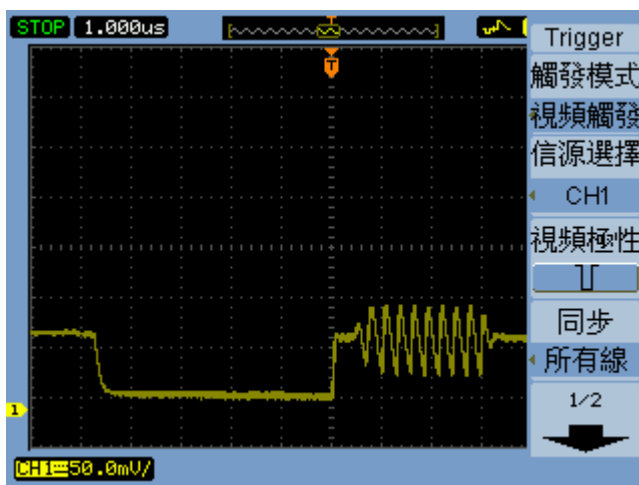 STOP 1.000us
T
Trigger
觸發模式
視頻觸發
信源選擇
CH1
視頻極性
同步
所有線
1/2
1
CH1 50.0mV/